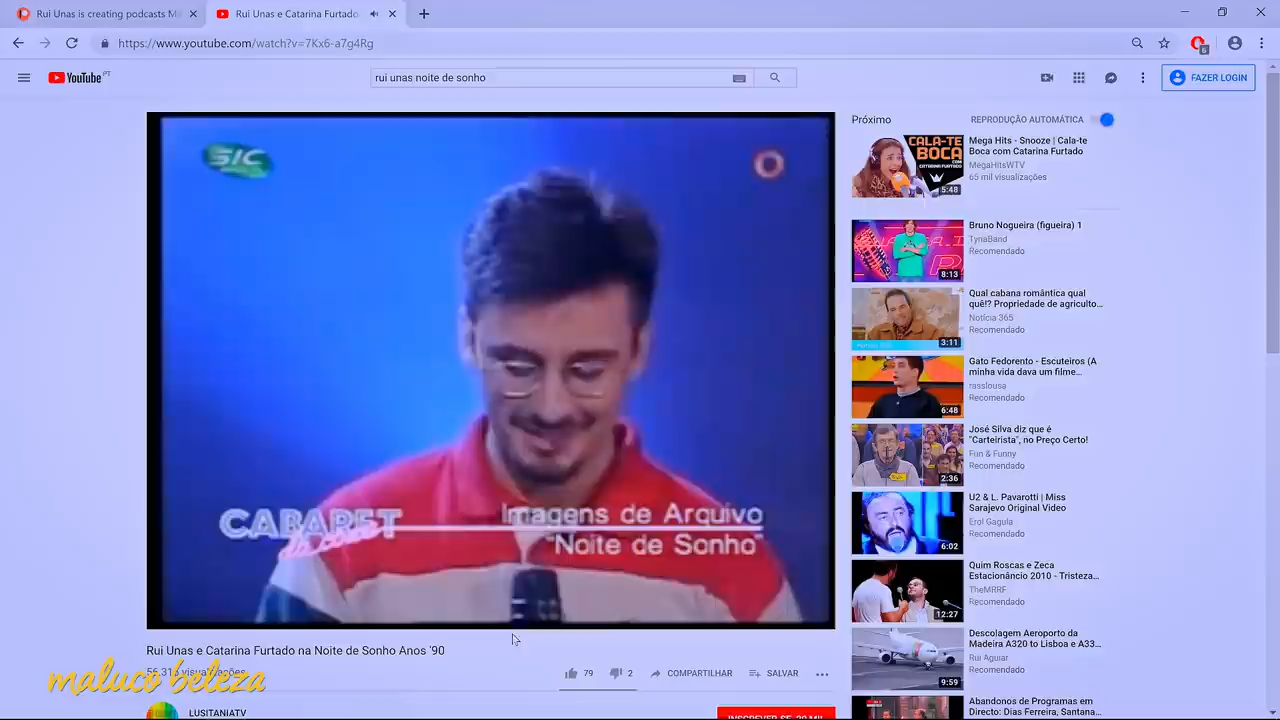 Rui Unas is creating podcasts M
Rui Unas e Catarina Furtado
https://www.youtube.com/watch?v=7Kx6-a7g4Rg
6
YouTube PT
rui unas noite de sonho
FAZER LOGIN
CABARET
Imagens de Arquivo
"Noite de Sonho"
Rui Unas e Catarina Furtado na Noite de Sonho Anos '90
79
2
COMPARTILHAR
SALVAR
Próximo
REPRODUÇÃO AUTOMÁTICA
CALA-TE
BOCA
COM
CATARINA FURTADO
5:48
Mega Hits - Snooze | Cala-te
Boca com Catarina Furtado
MegaHitsWTV
65 mil visualizações
8:13
Bruno Nogueira (figueira) 1
TynaBand
Recomendado
3:11
Qual cabana romântica qual
quê!? Propriedade de agriculto...
Notícia 365
Recomendado
6:48
Gato Fedorento - Escuteiros (A
minha vida dava um filme...
rasslousa
Recomendado
2:36
José Silva diz que é
"Carteirista", no Preço Certo!
Fun & Funny
Recomendado
6:02
U2 & L. Pavarotti | Miss
Sarajevo Original Video
Erol Gagula
Recomendado
12:27
Quim Roscas e Zeca
Estacionâncio 2010 - Tristeza...
TheMRRF
Recomendado
9:59
Descolagem Aeroporto da
Madeira A320 to Lisboa e A33...
Rui Aguiar
Recomendado
Abandonos de Programas em
Directo: Dias Ferreira, Santana...